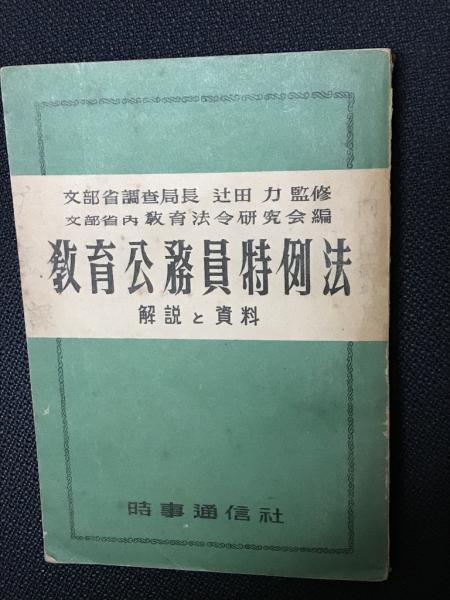 文部省調査局長 辻田 力 監修
文部省内 教育法令研究会編
教育公務員特例法
解説と資料
時事通信社